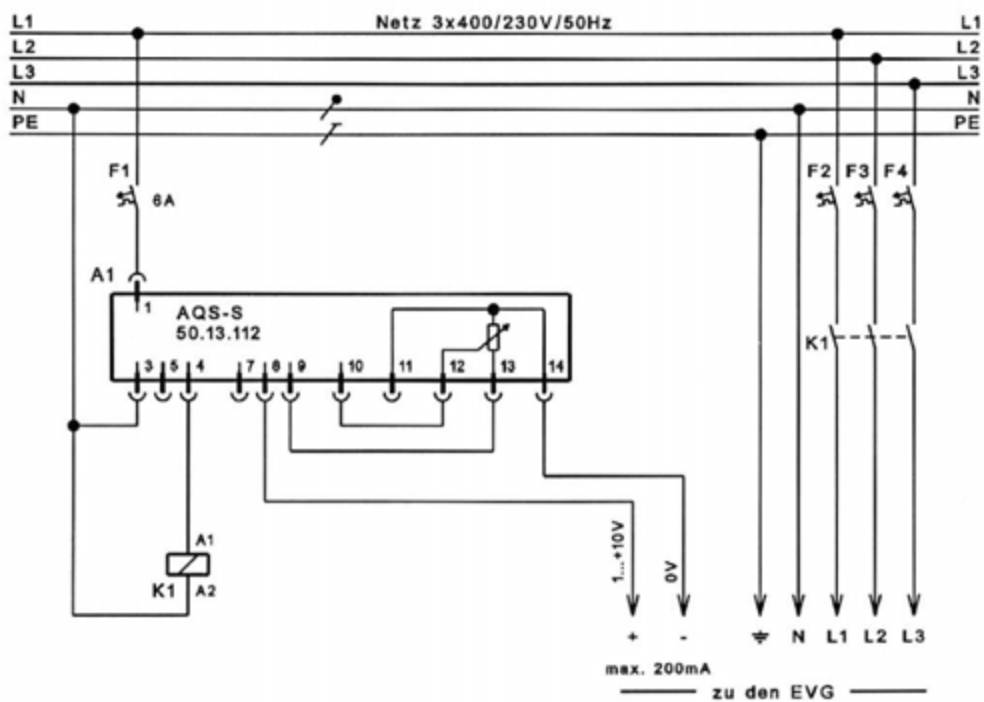 Netz 3x400/230V/50Hz
L1 L1
L2 L2
L3 L3
N N
PE PE
F1 F2 F3 F4
6A
A1
1 AQS-S
50.13.112
K1
3 5 4 7 8 9 10 11 12 13 14
1...+10V
0V
A1
K1 A2
+ - N L1 L2 L3
max. 200mA
zu den EVG